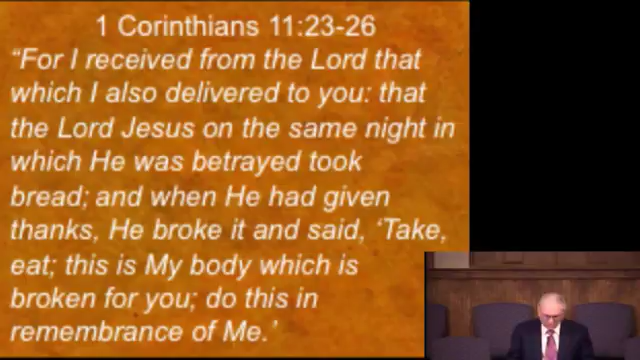 1 Corinthians 11:23-26
“For I received from the Lord that
which I also delivered to you: that
the Lord Jesus on the same night in
which He was betrayed took
bread; and when He had given
thanks, He broke it and said, ‘Take,
eat; this is My body which is
broken for you; do this in
remembrance of Me.’